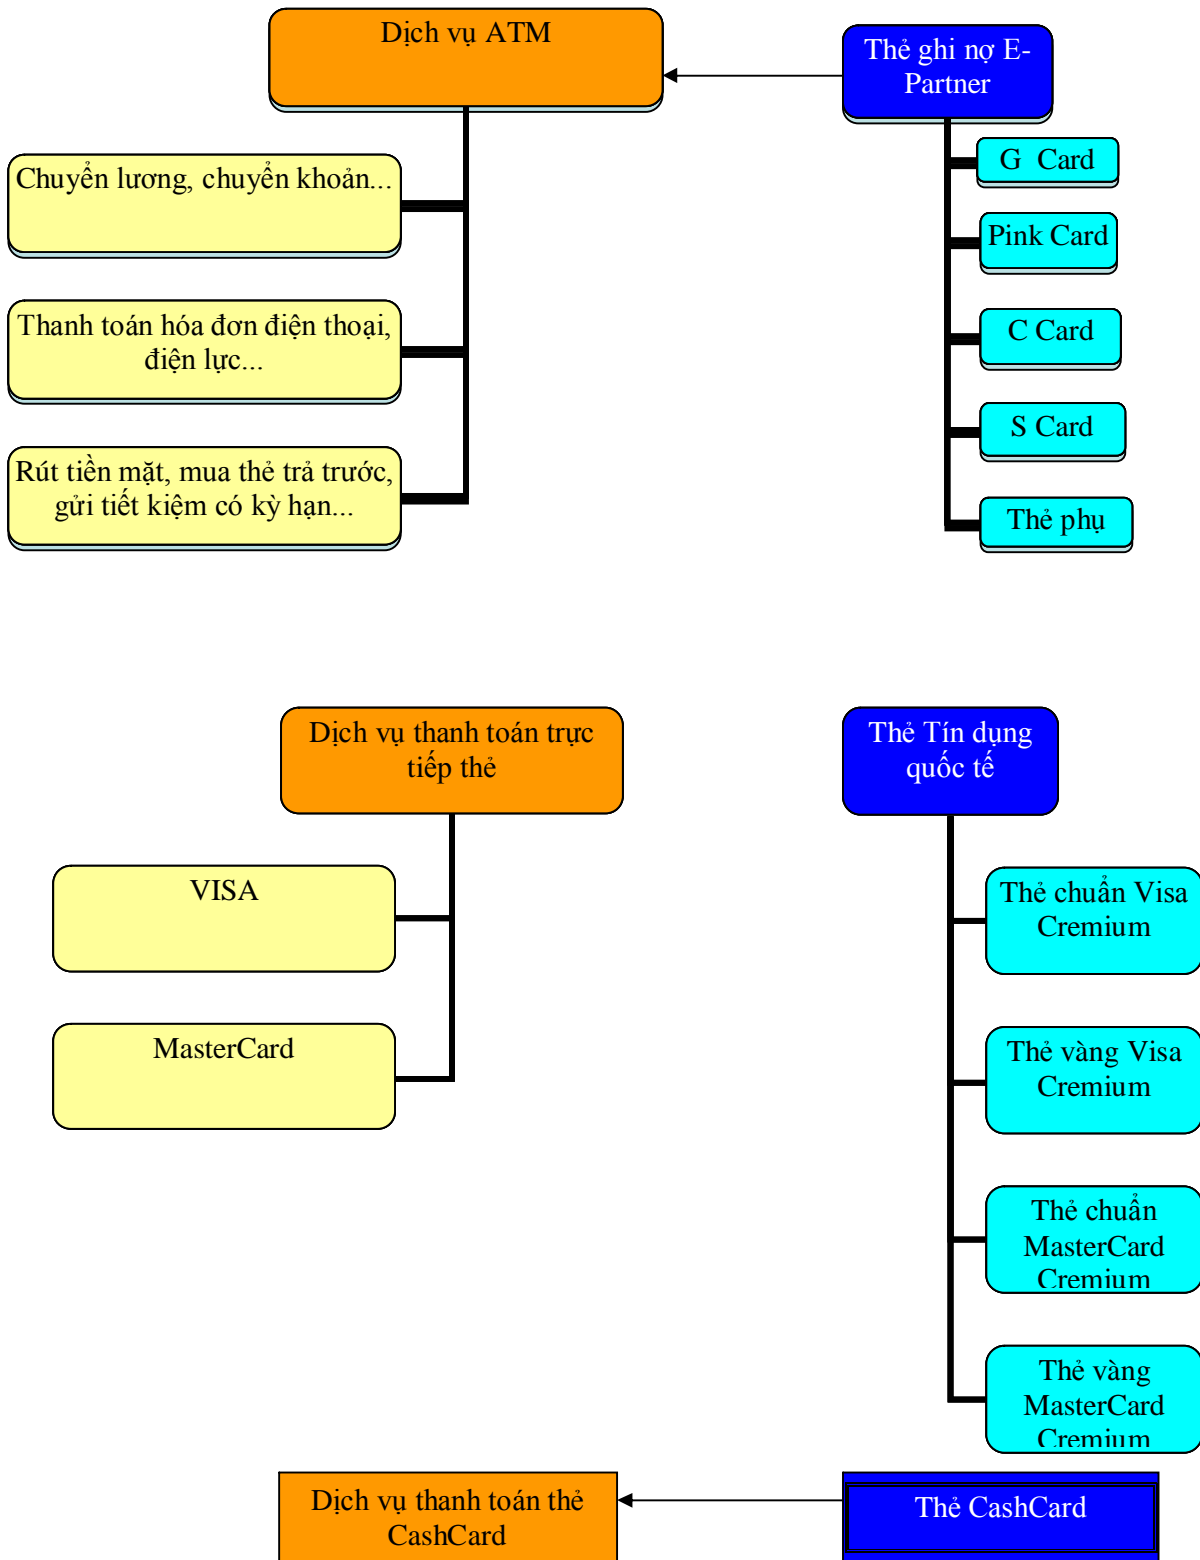 Dịch vụ ATM
Thẻ ghi nợ E-
Partner
G Card
Chuyển lương, chuyển khoản...
Pink Card
Thanh toán hóa đơn điện thoại,
điện lực...
C Card
S Card
Rút tiền mặt, mua thẻ trả trước,
gửi tiết kiệm có kỳ hạn...
Thẻ phụ
Dịch vụ thanh toán trực
tiếp thẻ
Thẻ Tín dụng
quốc tế
VISA
Thẻ chuẩn Visa
Cremium
MasterCard
Thẻ vàng Visa
Cremium
Thẻ chuẩn
MasterCard
Cremium
Thẻ vàng
MasterCard
Cremium
Dịch vụ thanh toán thẻ
CashCard
Thẻ CashCard